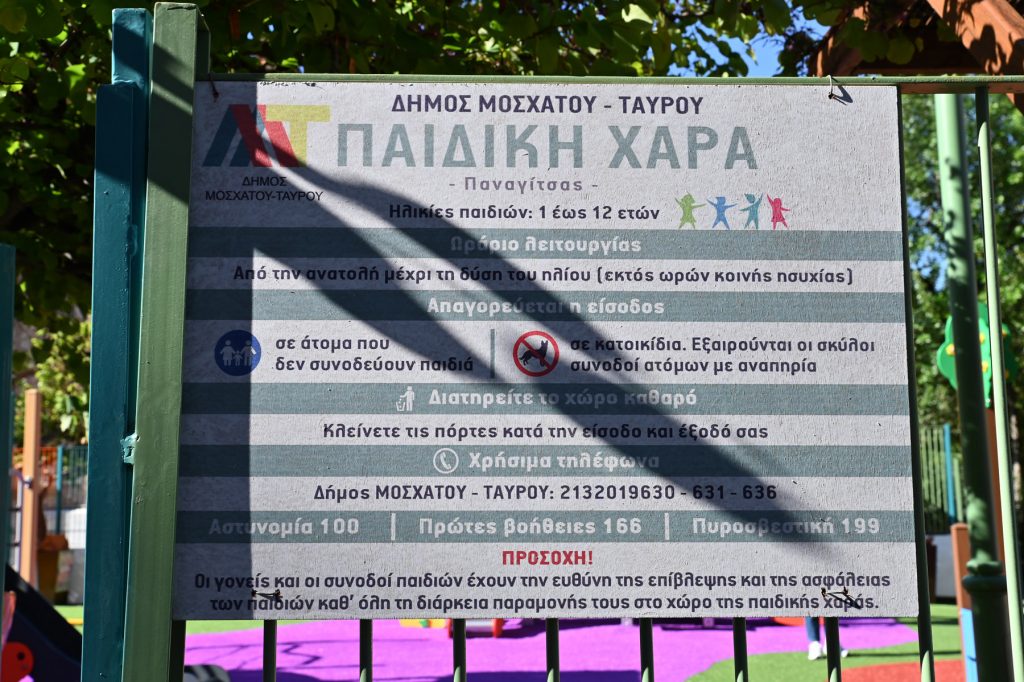 ΔΗΜΟΣ ΜΟΣΧΑΤΟΥ - ΤΑΥΡΟΥ
ΜΤ ΠΑΙΔΙΚΗ ΧΑΡΑ
ΔΗΜΟΣ
ΜΟΣΧΑΤΟΥ-ΤΑΥΡΟΥ
- Παναγίτσας -
Ηλικίες παιδιών: 1 έως 12 ετών
Ωράριο λειτουργίας
Από την ανατολή μέχρι τη δύση του ηλίου (εκτός ωρών κοινής ησυχίας)
Απαγορεύεται η είσοδος
σε άτομα που
δεν συνοδεύουν παιδιά
σε κατοικίδια. Εξαιρούνται οι σκύλοι
συνοδοί ατόμων με αναπηρία
Διατηρείτε το χώρο καθαρό
Κλείνετε τις πόρτες κατά την είσοδο και έξοδό σας
Χρήσιμα τηλέφωνα
Δήμος ΜΟΣΧΑΤΟΥ - ΤΑΥΡΟΥ: 2132019630 - 631 - 636
Αστυνομία 100 | Πρώτες βοήθειες 166 | Πυροσβεστική 199
ΠΡΟΣΟΧΗ!
Οι γονείς και οι συνοδοί παιδιών έχουν την ευθύνη της επίβλεψης και της ασφάλειας
των παιδιών καθ' όλη τη διάρκεια παραμονής τους στο χώρο της παιδικής χαράς.